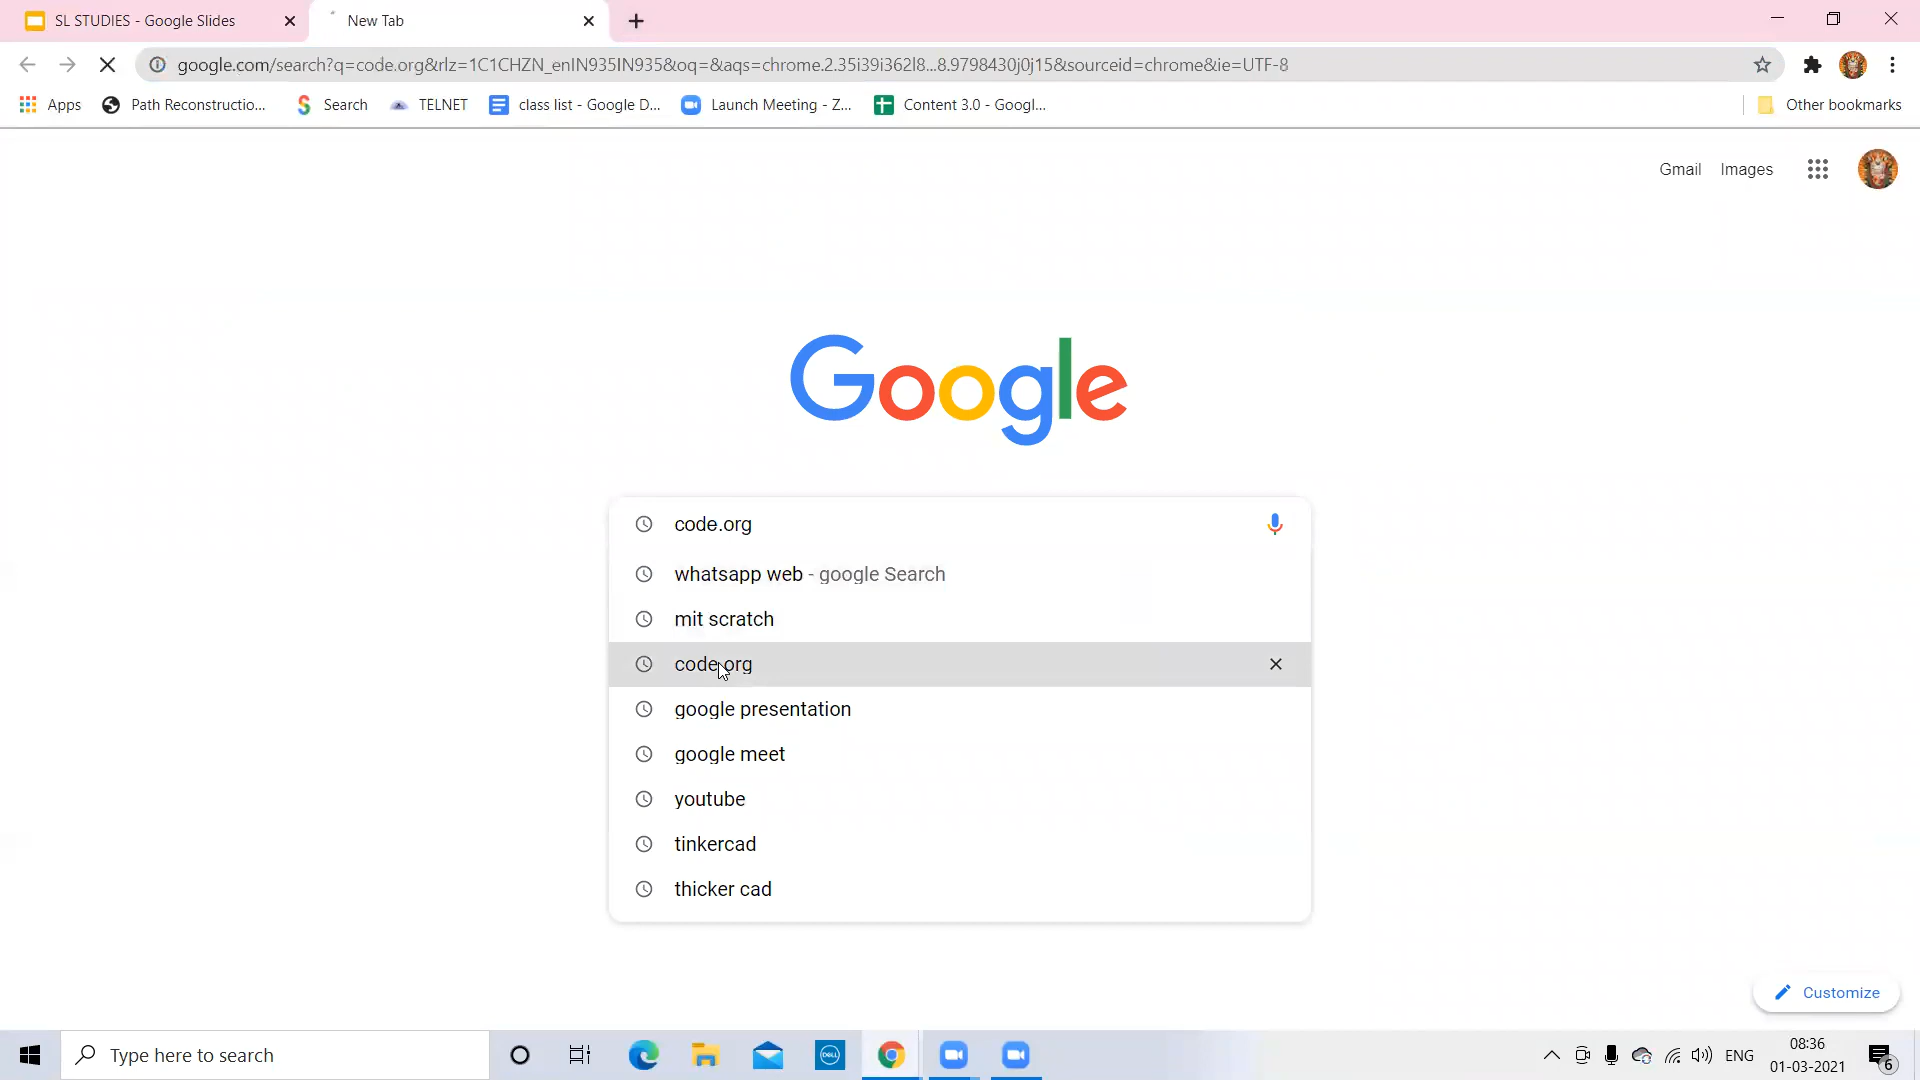 SL STUDIES - Google Slides
New Tab
google.com/search?q=code.org&rlz=1C1CHZN_enIN935IN935&oq=&aqs=chrome.2.35i39i362l8...8.9798430j0j15&sourceid=chrome&ie=UTF-8
Apps
Path Reconstructio...
Search
TELNET
class list - Google D...
Launch Meeting - Z...
Content 3.0 - Googl...
Other bookmarks
Gmail
Images
Google
code.org
whatsapp web - google Search
mit scratch
code.org
google presentation
google meet
youtube
tinkercad
thicker cad
Customize
Type here to search
DELL
ENG
08:36
01-03-2021
6